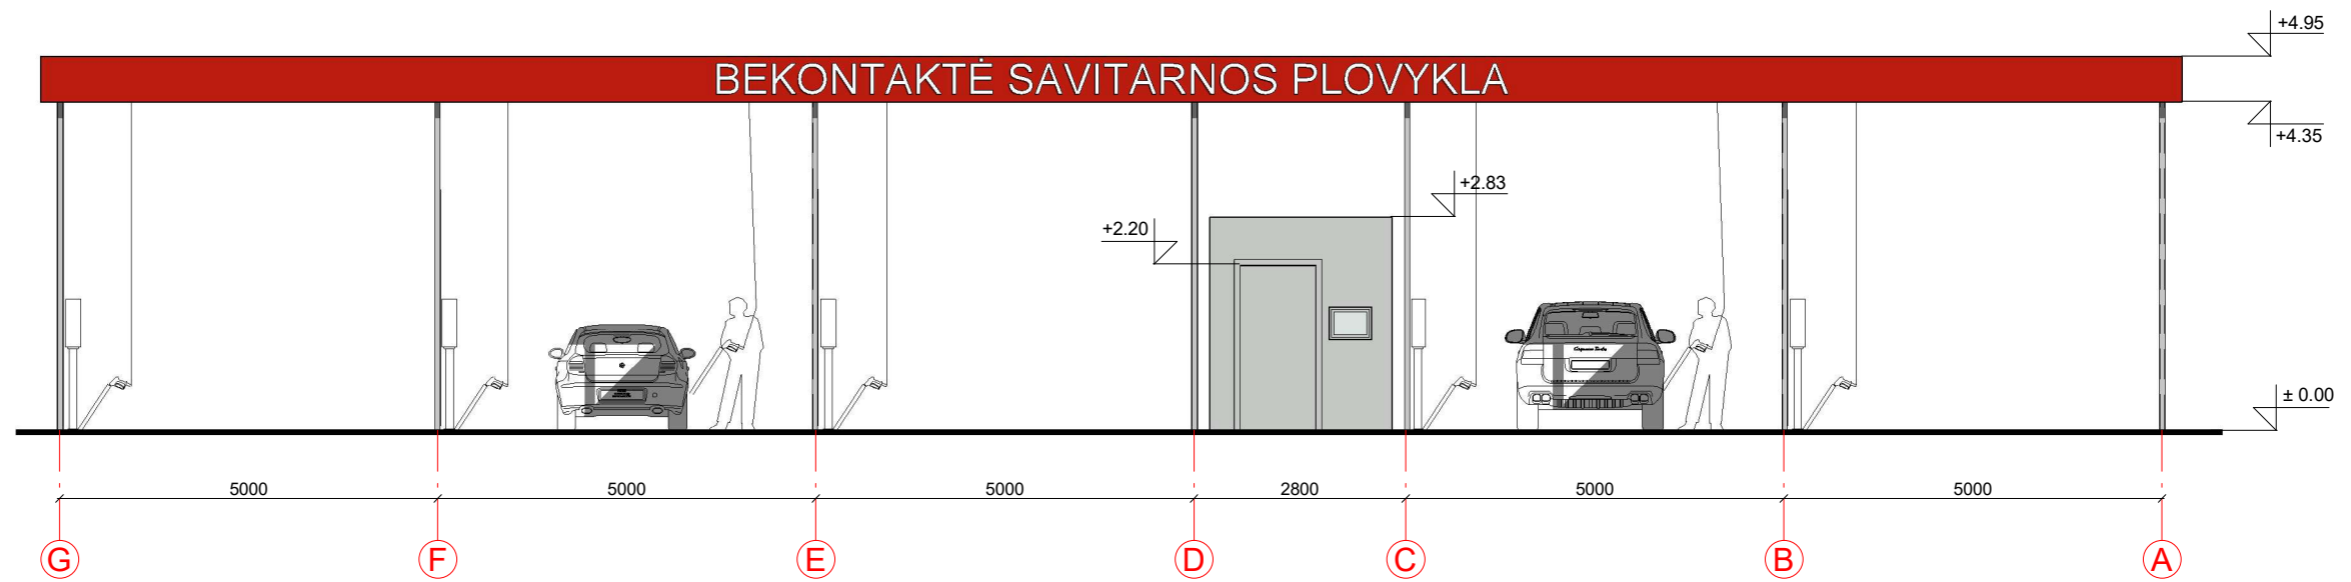 +4.95
BEKONTAKTĖ SAVITARNOS PLOVYKLA
+4.35
+2.83
+2.20
± 0.00
5000 5000 5000 2800 5000 5000
G F E D C B A